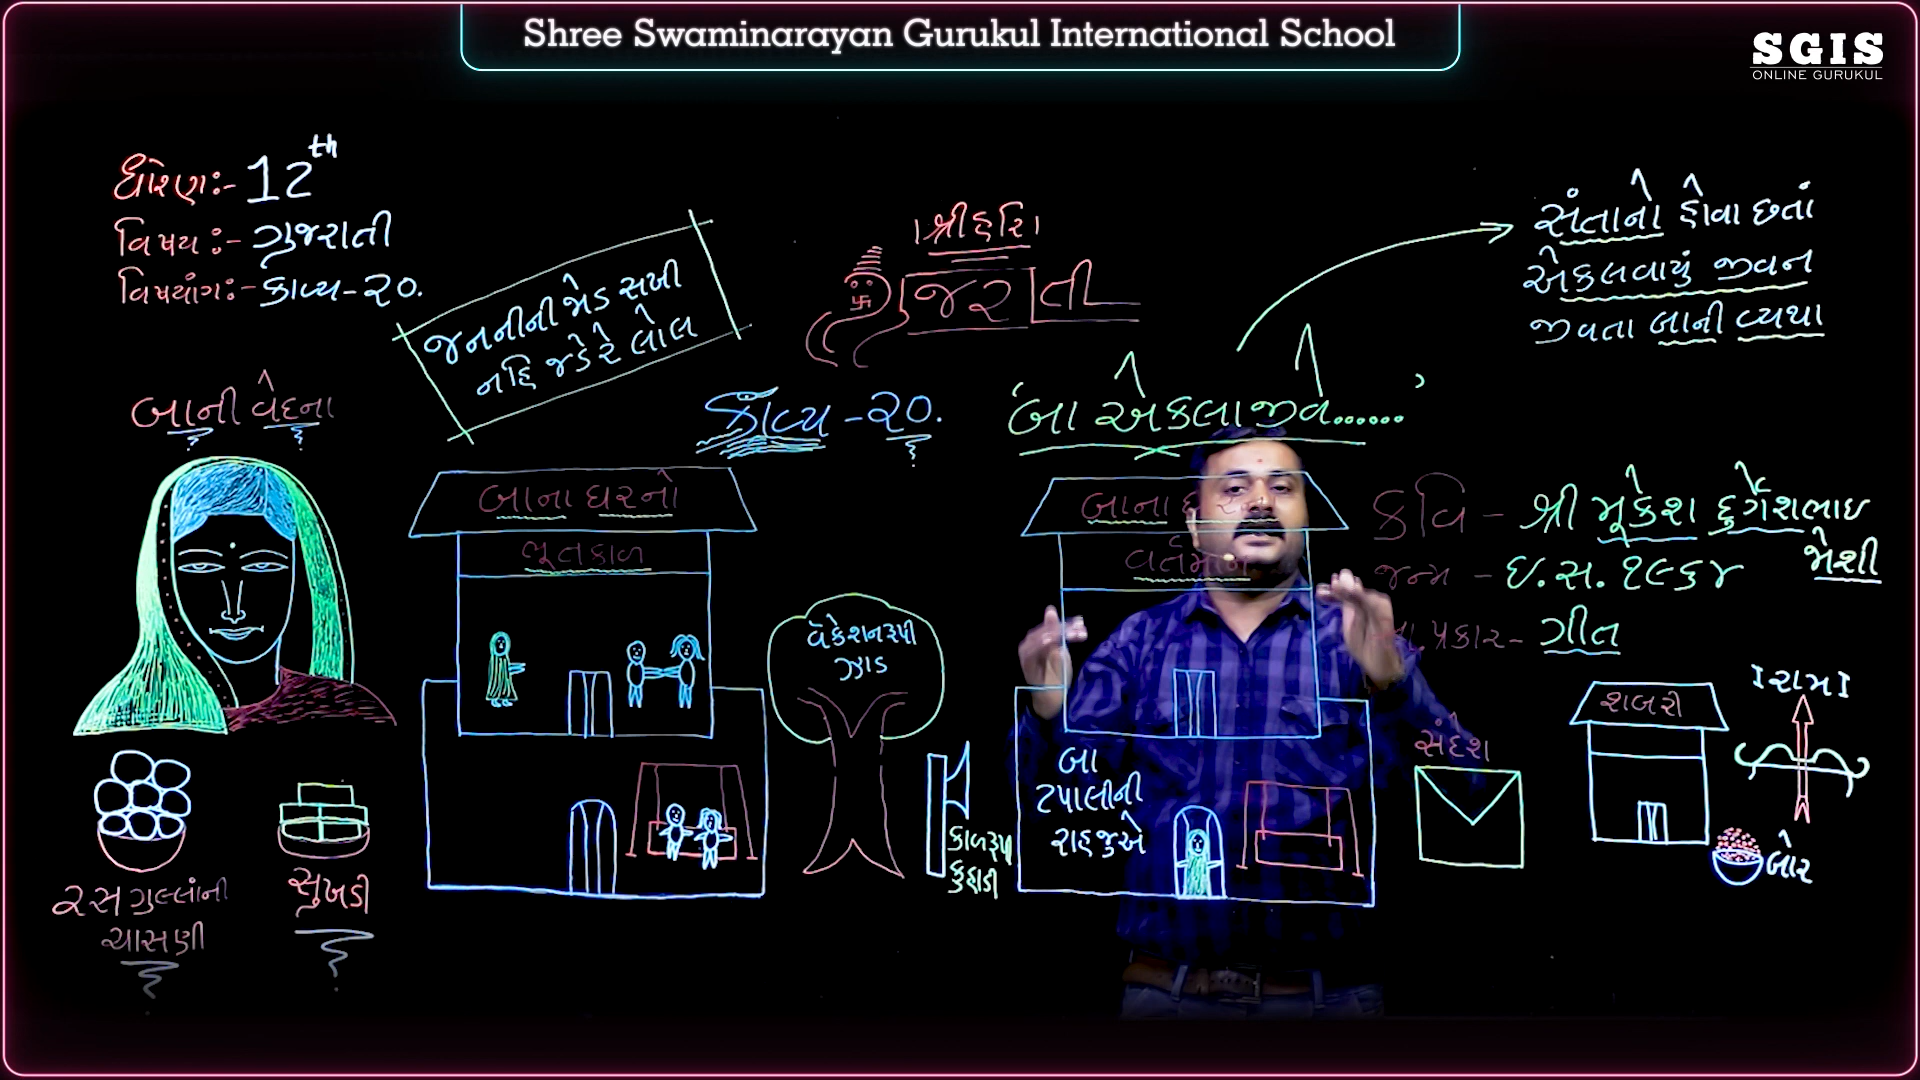 Shree Swaminarayan Gurukul International School
SGIS
ONLINE GURUKUL
ધોરણ:- 12th
વિષય:- ગુજરાતી
વિષયાંગ:- કાવ્ય-૨૦.
જનનીની જોડ સખી
નહિ જડે રે લોલ
।શ્રીહરિ।
જરાતી
સંતાનો હોવા છતાં
એકલવાયું જીવન
જીવતા બાની વ્યથા
કાવ્ય-૨૦.
'બા એકલા જીવે......'
બાની વેદના
રસગુલ્લાંની
ચાસણી
સુખડી
બાના ઘરનો
ભૂતકાળ
વૅકેશનરૂપી
ઝાડ
કાળરૂપી
કુહાડી
બાના
વર્તમાન
બા
ટપાલીની
રાહ જુએ
કવિ - શ્રી મૂકેશ દુર્ગેશભાઇ
જોશી
જન્મ - ઇ.સ. ૧૯૬૪
પ્રકાર- ગીત
સંદેશ
શબરી
।રામ।
બોર